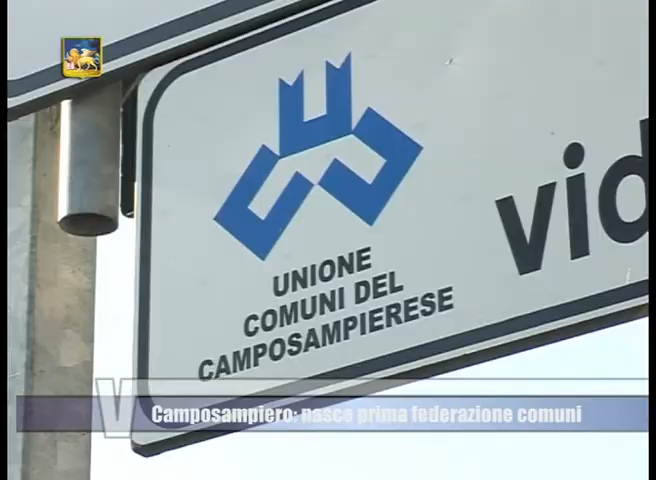 UNIONE
COMUNI DEL
CAMPOSAMPIERESE
vid
Camposampiero: nasce prima federazione comuni